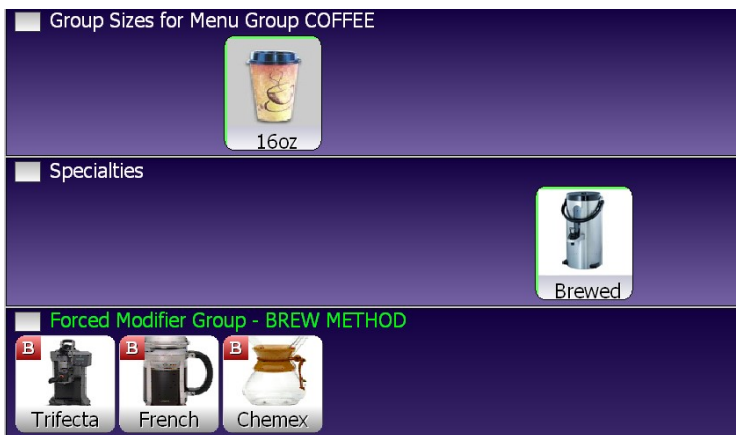 Group Sizes for Menu Group COFFEE
16oz
Specialties
Brewed
Forced Modifier Group - BREW METHOD
B B B
Trifecta French Chemex